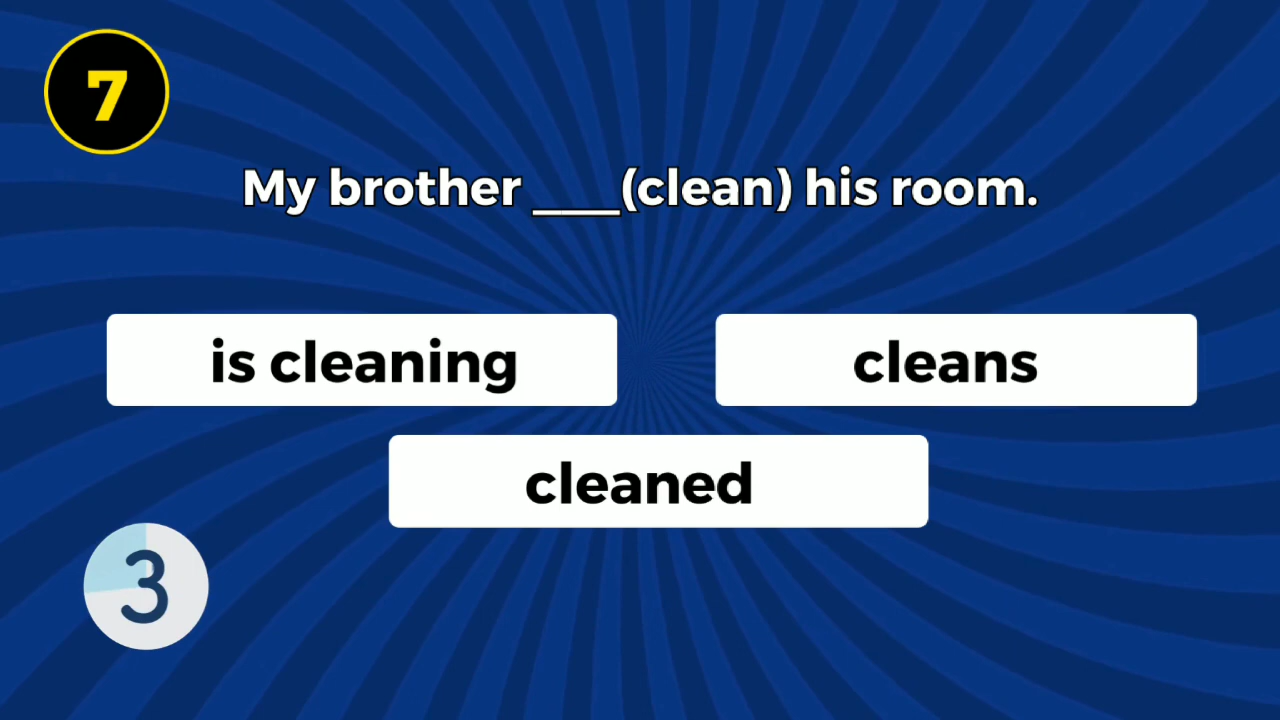 7
My brother ____(clean) his room.
is cleaning
cleans
cleaned
3